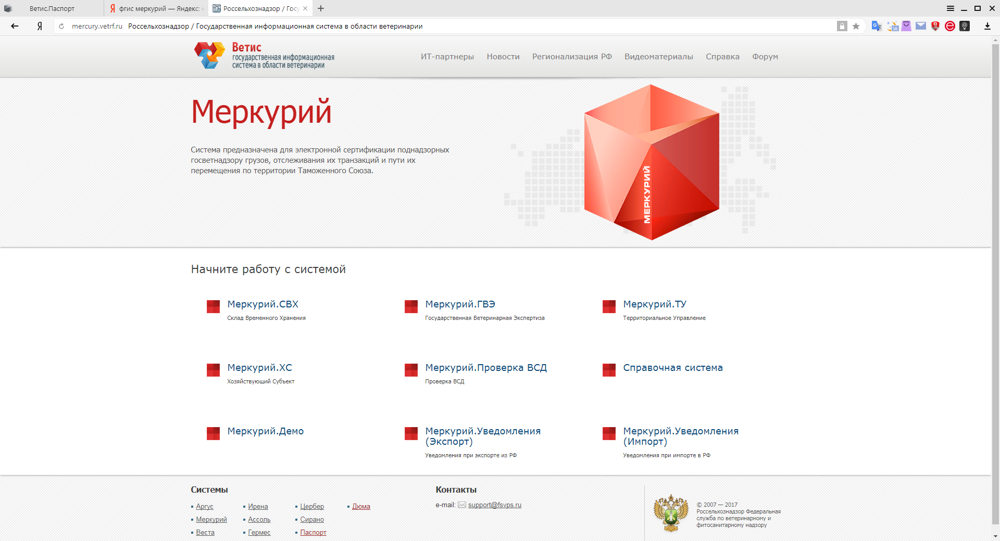 Ветис.Паспорт
фгис меркурий — Яндекс:
Россельхознадзор / Госу
mercury.vetrf.ru Россельхознадзор / Государственная информационная система в области ветеринарии
16
Ветис
государственная информационная
система в области ветеринарии
ИТ-партнеры Новости Регионализация РФ Видеоматериалы Справка Форум
Меркурий
Система предназначена для электронной сертификации поднадзорных
госветнадзору грузов, отслеживания их транзакций и пути их
перемещения по территории Таможенного Союза.
МЕРКУРИЙ
Начните работу с системой
Меркурий.СВХ
Склад Временного Хранения
Меркурий.ГВЭ
Государственная Ветеринарная Экспертиза
Меркурий.ТУ
Территориальное Управление
Меркурий.ХС
Хозяйствующий Субъект
Меркурий.Проверка ВСД
Проверка ВСД
Справочная система
Меркурий.Демо
Меркурий.Уведомления
(Экспорт)
Уведомления при экспорте из РФ
Меркурий.Уведомления
(Импорт)
Уведомления при импорте в РФ
Системы
Аргус Ирена Цербер Дюма
Меркурий Ассоль Сирано
Веста Гермес Паспорт
Контакты
e-mail: support@fsvps.ru
© 2007 — 2017
Россельхознадзор Федеральная
служба по ветеринарному и
фитосанитарному надзору